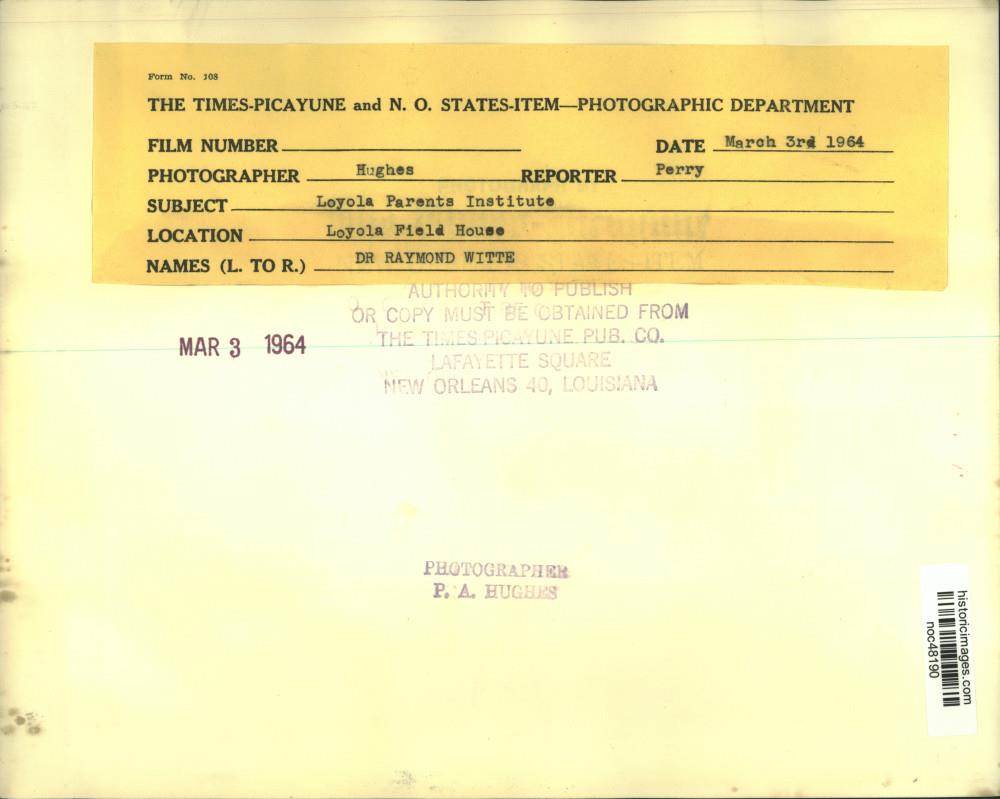 Form No. 108
THE TIMES-PICAYUNE and N. O. STATES-ITEM—PHOTOGRAPHIC DEPARTMENT
FILM NUMBER
DATE March 3rd 1964
PHOTOGRAPHER Hughes REPORTER Perry
SUBJECT Loyola Parents Institute
LOCATION Loyola Field House
NAMES (L. TO R.) DR RAYMOND WITTE
AUTHORITY TO PUBLISH
OR COPY MUST BE OBTAINED FROM
THE TIMES-PICAYUNE PUB. CO.
LAFAYETTE SQUARE
NEW ORLEANS 40, LOUISIANA
MAR 3 1964
PHOTOGRAPHER
P. A. HUGHES
historicimages.com
noc48190